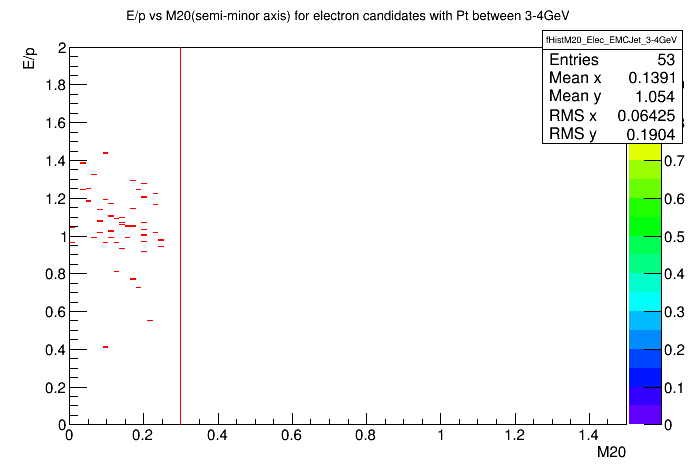 E/p vs M20(semi-minor axis) for electron candidates with Pt between 3-4GeV
fHistM20_Elec_EMCJet_3-4GeV
Entries 53
Mean x 0.1391
Mean y 1.054
RMS x 0.06425
RMS y 0.1904
E/p
2
1.8
1.6
1.4
1.2
1
0.8
0.6
0.4
0.2
0
0 0.2 0.4 0.6 0.8 1 1.2 1.4
M20
0.7
0.6
0.5
0.4
0.3
0.2
0.1
0